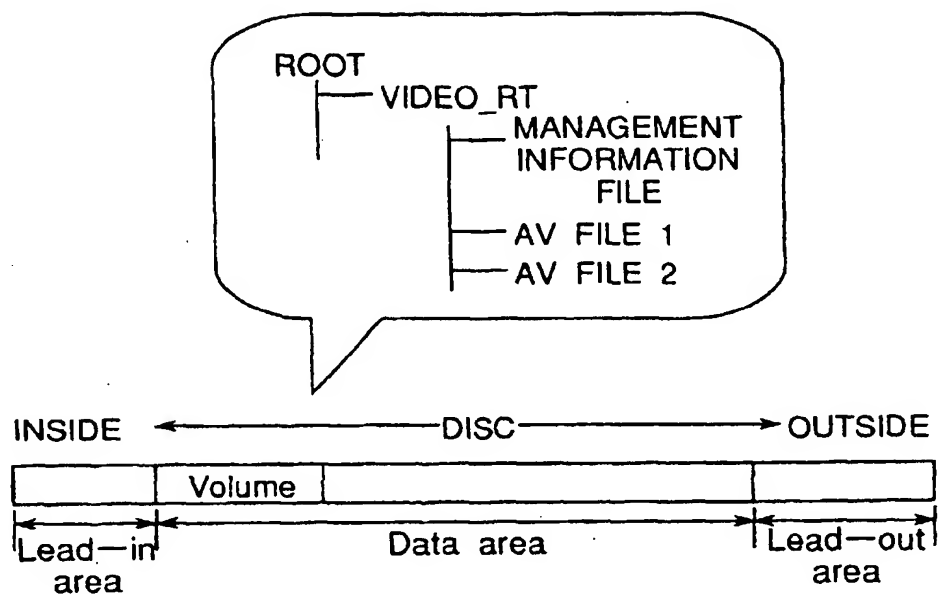 ROOT
VIDEO_RT
MANAGEMENT
INFORMATION
FILE
AV FILE 1
AV FILE 2
INSIDE DISC OUTSIDE
Volume
Lead-in
area
Data area
Lead-out
area